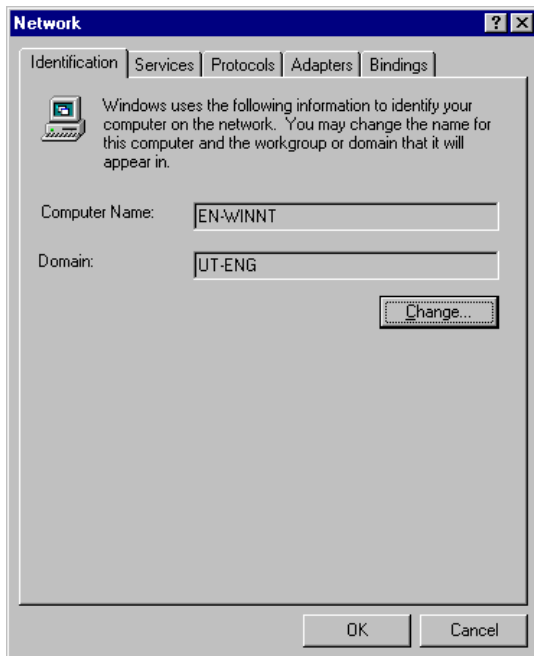 Network
Identification Services Protocols Adapters Bindings
Windows uses the following information to identify your
computer on the network. You may change the name for
this computer and the workgroup or domain that it will
appear in.
Computer Name: EN-WINNT
Domain: UT-ENG
Change...
OK Cancel